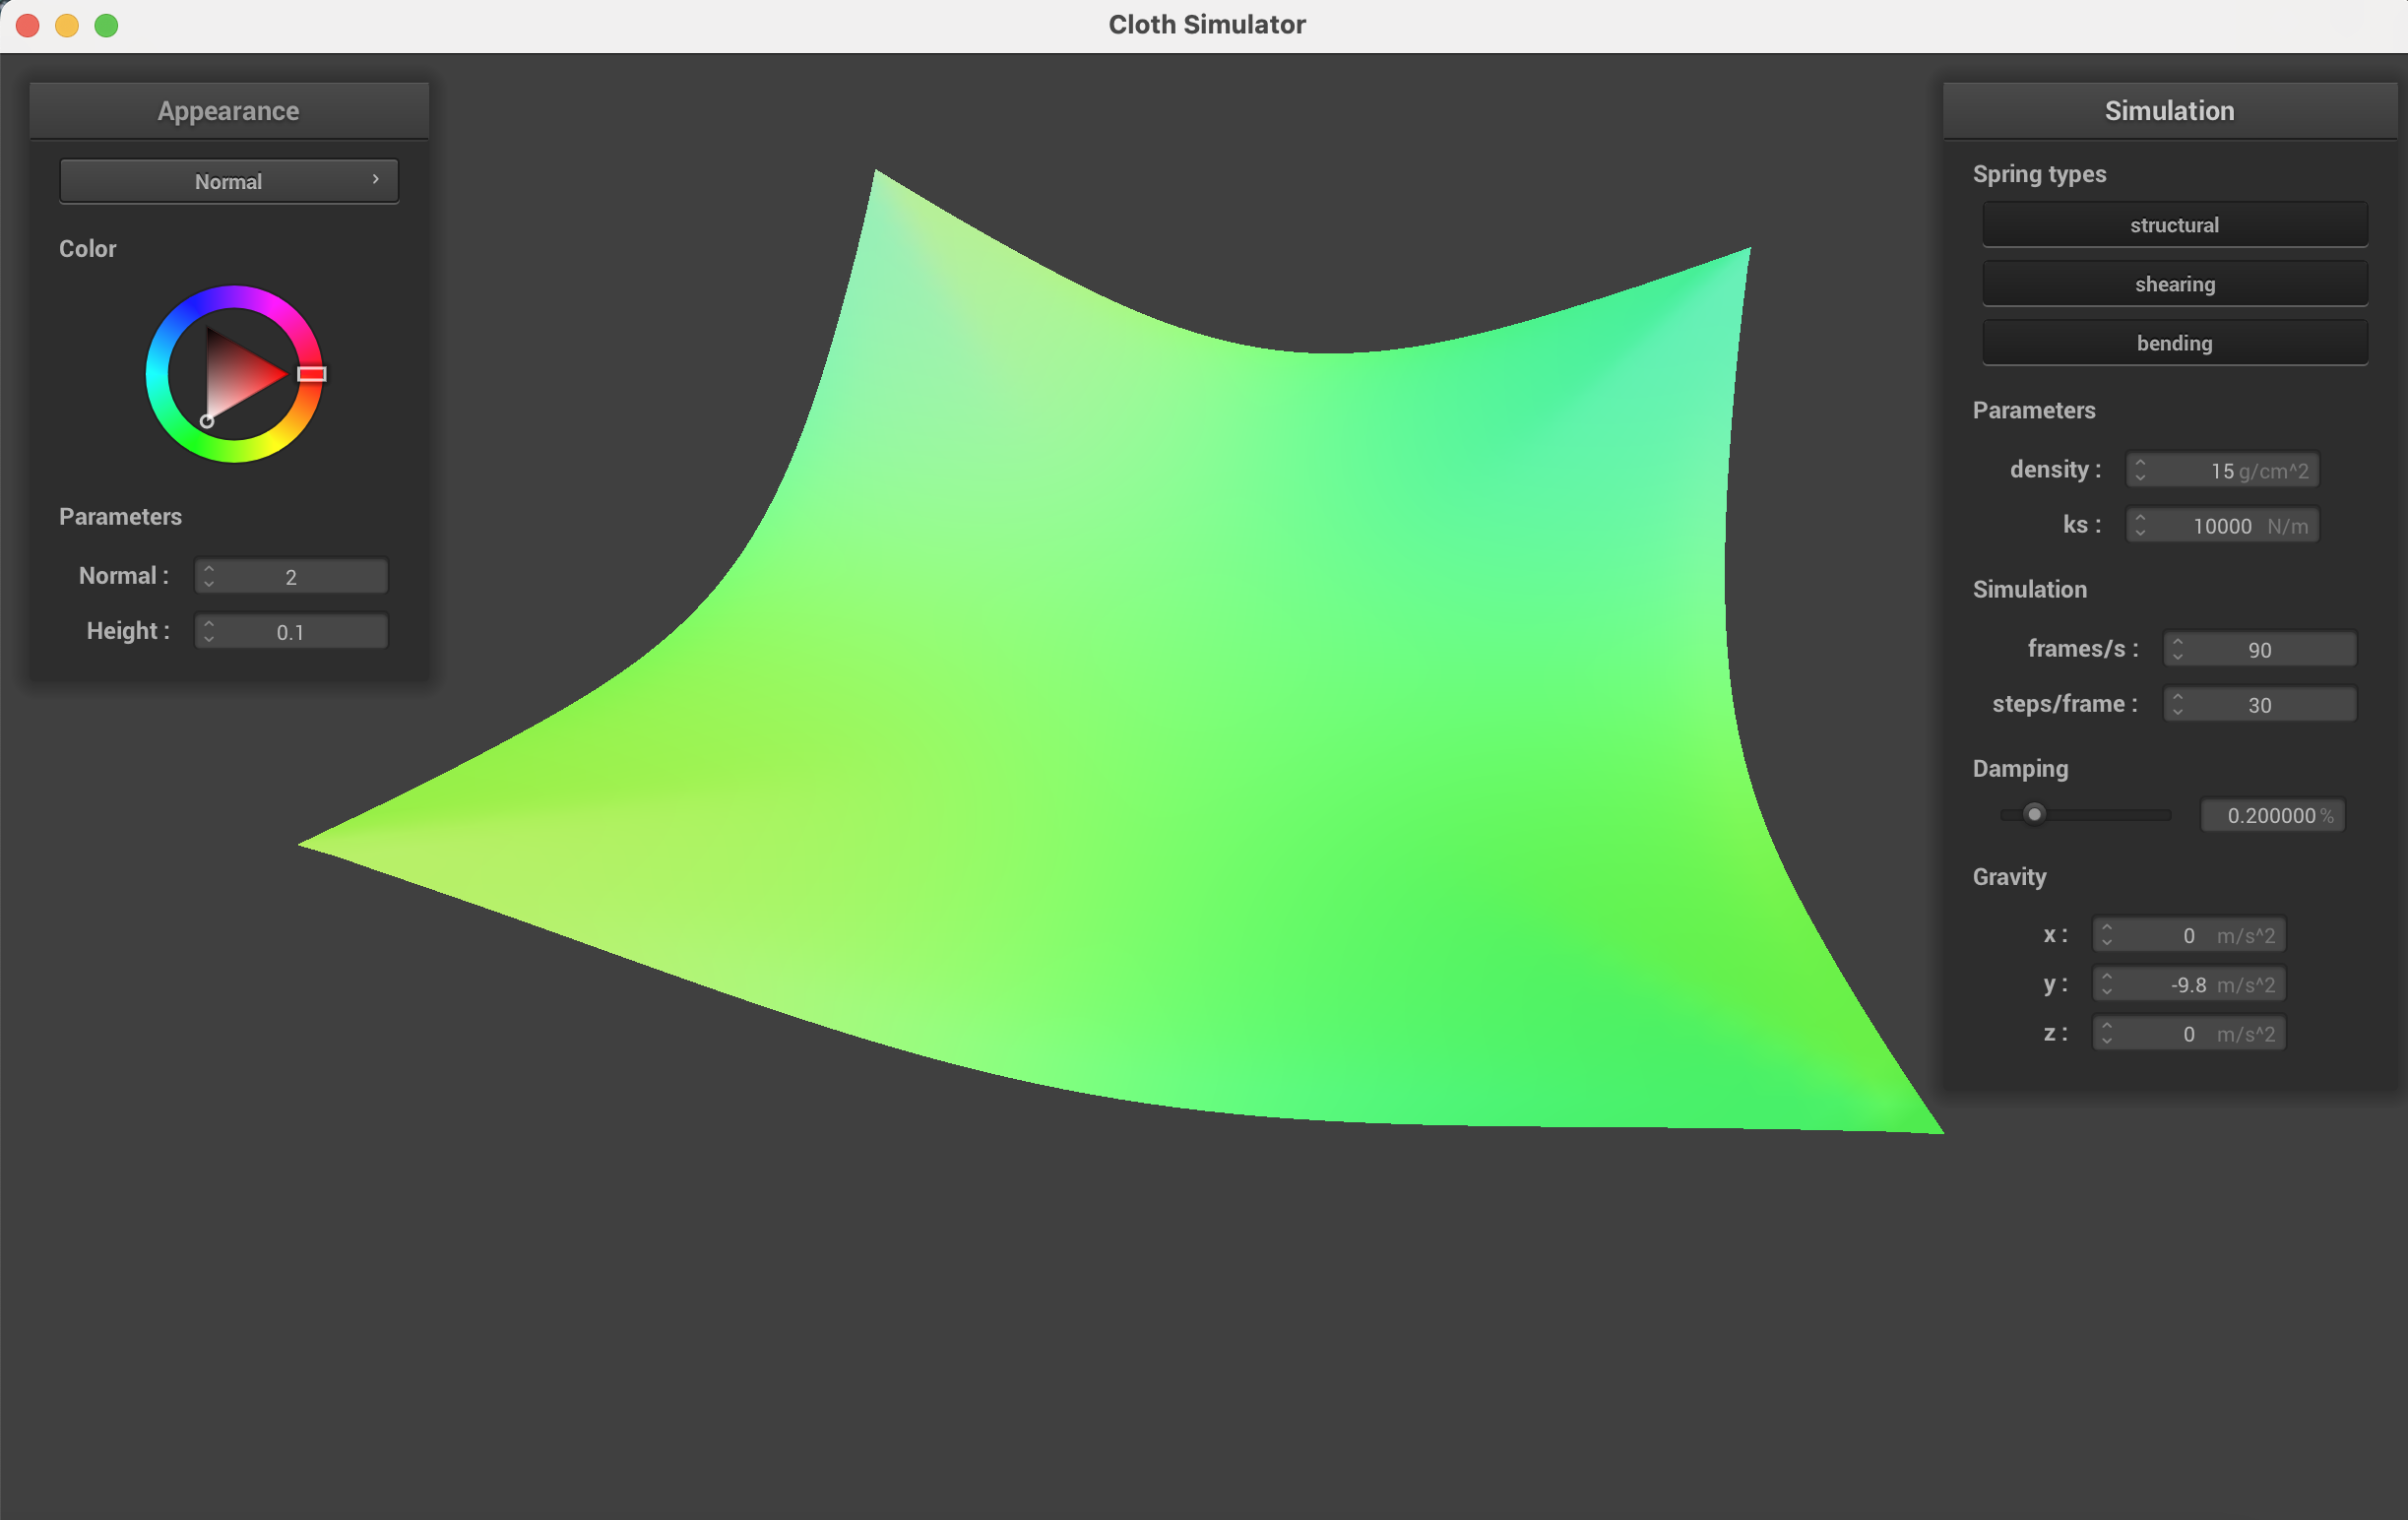 Cloth Simulator
Appearance
Normal
Color
Parameters
Normal : 2
Height : 0.1
Simulation
Spring types
structural
shearing
bending
Parameters
density : 15 g/cm^2
ks : 10000 N/m
Simulation
frames/s : 90
steps/frame : 30
Damping
0.200000 %
Gravity
x : 0 m/s^2
y : -9.8 m/s^2
z : 0 m/s^2